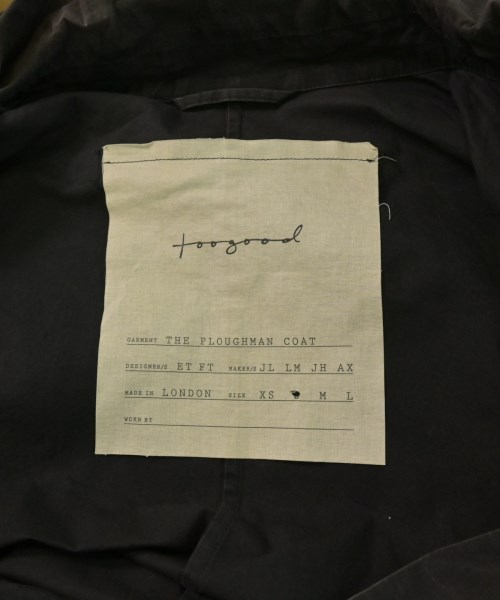 toogood
GARMENT THE PLOUGHMAN COAT
DESIGNER/S ET FT MAKER/S JL LM JH AX
MADE IN LONDON SIZE XS M L
WORN BY